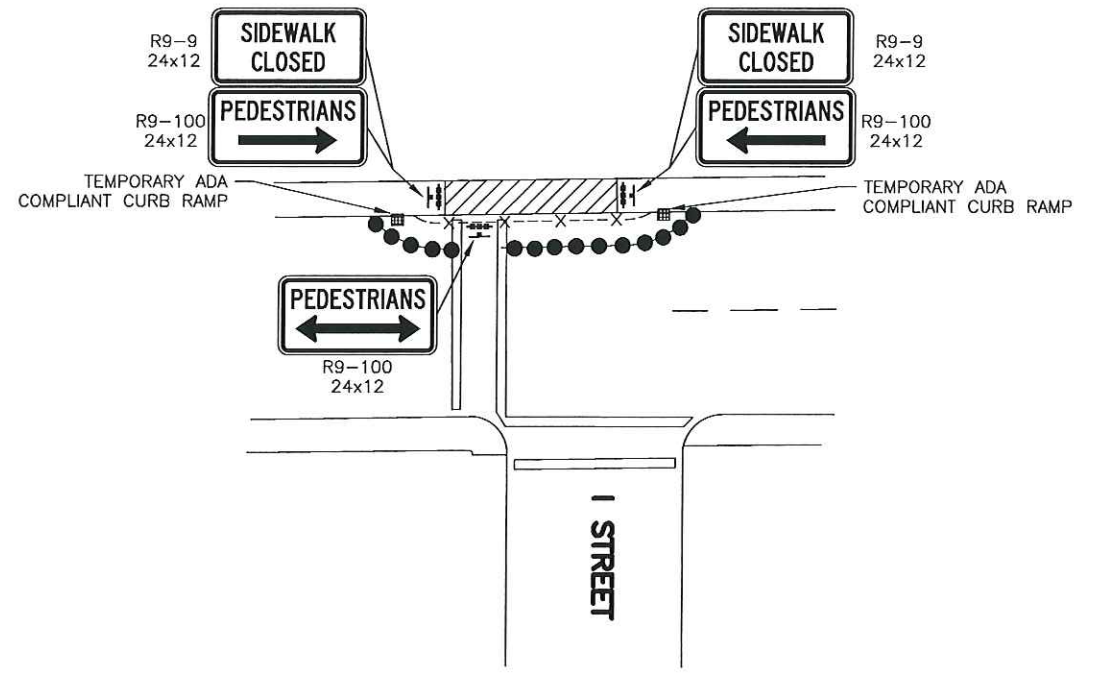 SIDEWALK
CLOSED
R9-9
24x12
PEDESTRIANS
R9-100
24x12
TEMPORARY ADA
COMPLIANT CURB RAMP
SIDEWALK
CLOSED
R9-9
24x12
PEDESTRIANS
R9-100
24x12
TEMPORARY ADA
COMPLIANT CURB RAMP
PEDESTRIANS
R9-100
24x12
I STREET